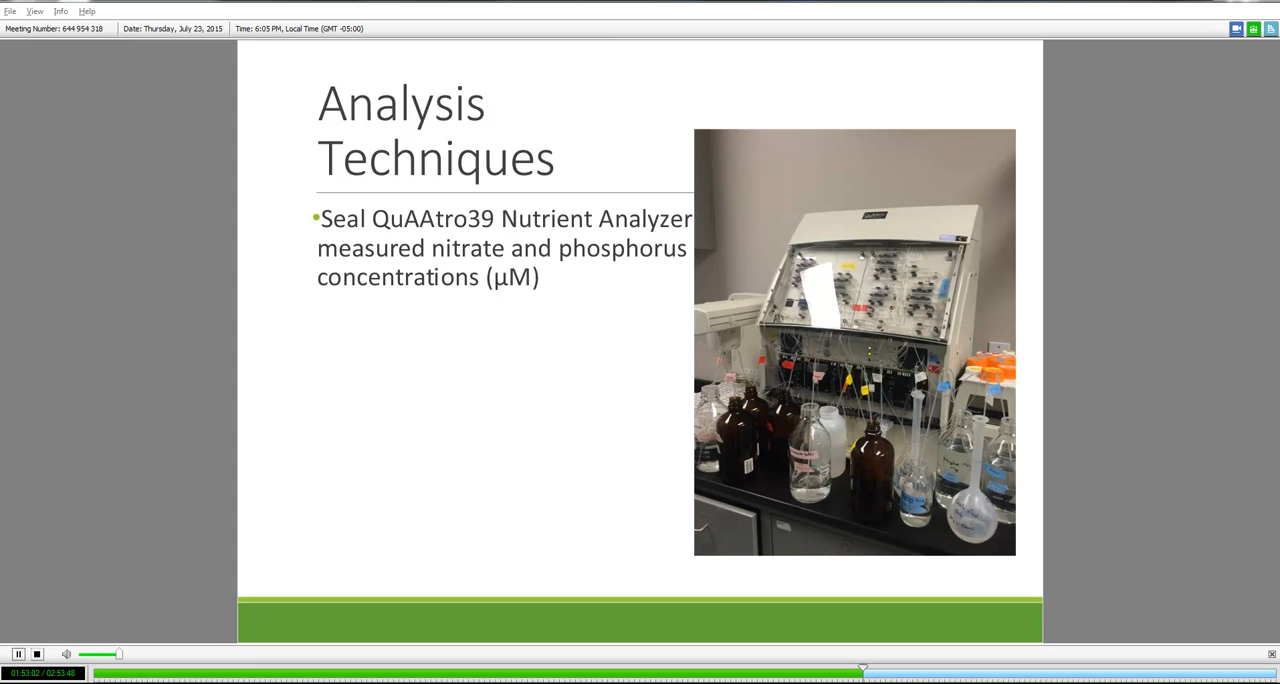 File View Info Help
Meeting Number: 644 954 318 Date: Thursday, July 23, 2015 Time: 6:05 PM, Local Time (GMT -05:00)
Analysis
Techniques
•Seal QuAAtro39 Nutrient Analyzer
measured nitrate and phosphorus
concentrations (µM)
01:53:02 / 02:53:48